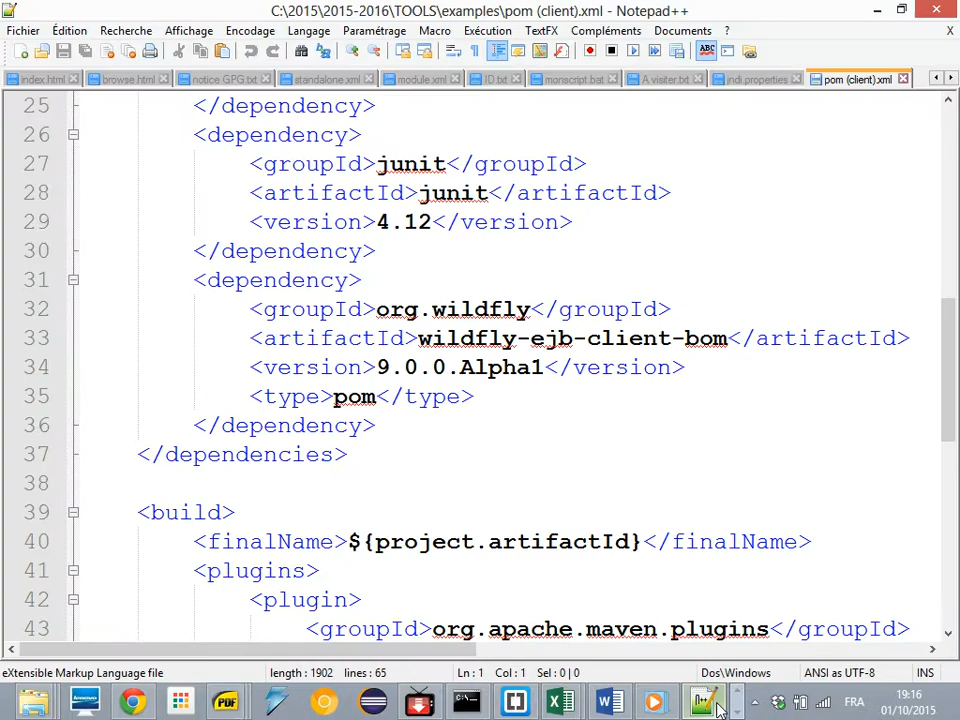 C:\2015\2015-2016\TOOLS\examples\pom (client).xml - Notepad++
Fichier Édition Recherche Affichage Encodage Langage Paramétrage Macro Exécution TextFX Compléments Documents ? X
index.html browse.html notice GPG.txt standalone.xml module.xml ID.txt monscript.bat A visiter.txt jndi.properties pom (client).xml
25 </dependency>
26 <dependency>
27 <groupId>junit</groupId>
28 <artifactId>junit</artifactId>
29 <version>4.12</version>
30 </dependency>
31 <dependency>
32 <groupId>org.wildfly</groupId>
33 <artifactId>wildfly-ejb-client-bom</artifactId>
34 <version>9.0.0.Alpha1</version>
35 <type>pom</type>
36 </dependency>
37 </dependencies>
38
39 <build>
40 <finalName>${project.artifactId}</finalName>
41 <plugins>
42 <plugin>
43 <groupId>org.apache.maven.plugins</groupId>
eXtensible Markup Language file length : 1902 lines : 65 Ln : 1 Col : 1 Sel : 0 | 0 Dos\Windows ANSI as UTF-8 INS
PDF FRA 19:16
01/10/2015